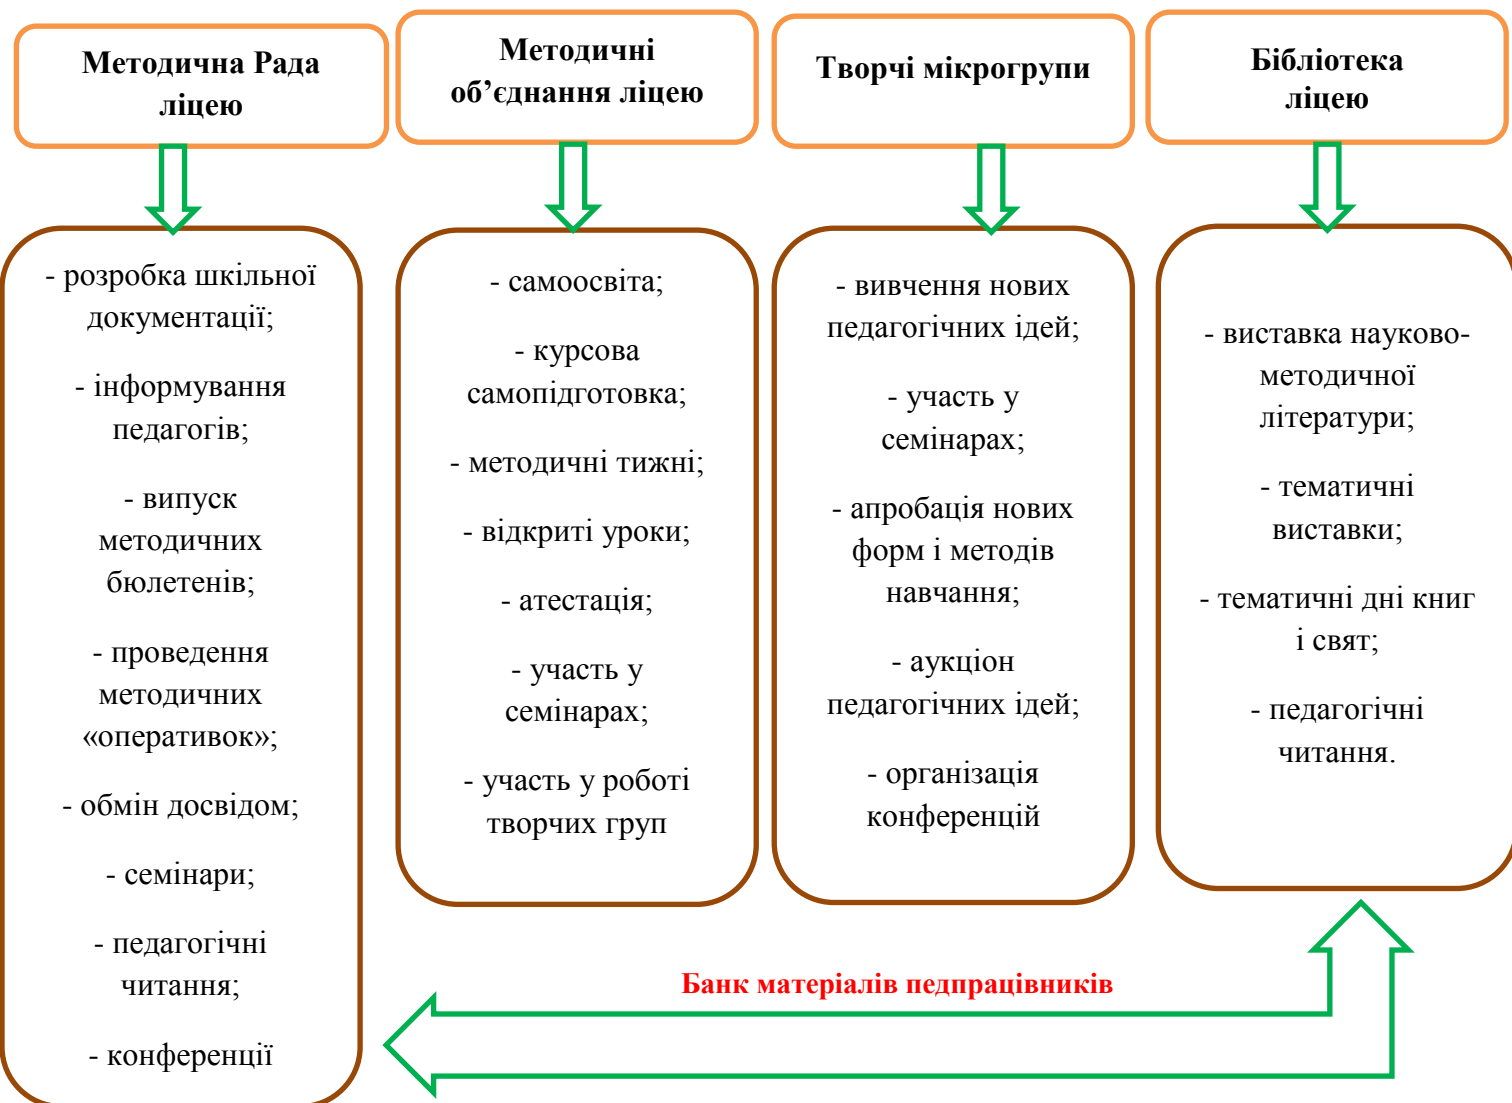 Методична Рада
ліцею
Методичні
об’єднання ліцею
Творчі мікрогрупи
Бібліотека
ліцею
- розробка шкільної
документації;
- інформування
педагогів;
- випуск
методичних
бюлетенів;
- проведення
методичних
«оперативок»;
- обмін досвідом;
- семінари;
- педагогічні
читання;
- конференції
- самоосвіта;
- курсова
самопідготовка;
- методичні тижні;
- відкриті уроки;
- атестація;
- участь у
семінарах;
- участь у роботі
творчих груп
- вивчення нових
педагогічних ідей;
- участь у
семінарах;
- апробація нових
форм і методів
навчання;
- аукціон
педагогічних ідей;
- організація
конференцій
- виставка науково-
методичної
літератури;
- тематичні
виставки;
- тематичні дні книг
і свят;
- педагогічні
читання.
Банк матеріалів педпрацівників